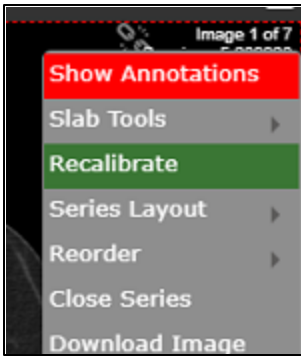 Image 1 of 7
Show Annotations
Slab Tools
Recalibrate
Series Layout
Reorder
Close Series
Download Image